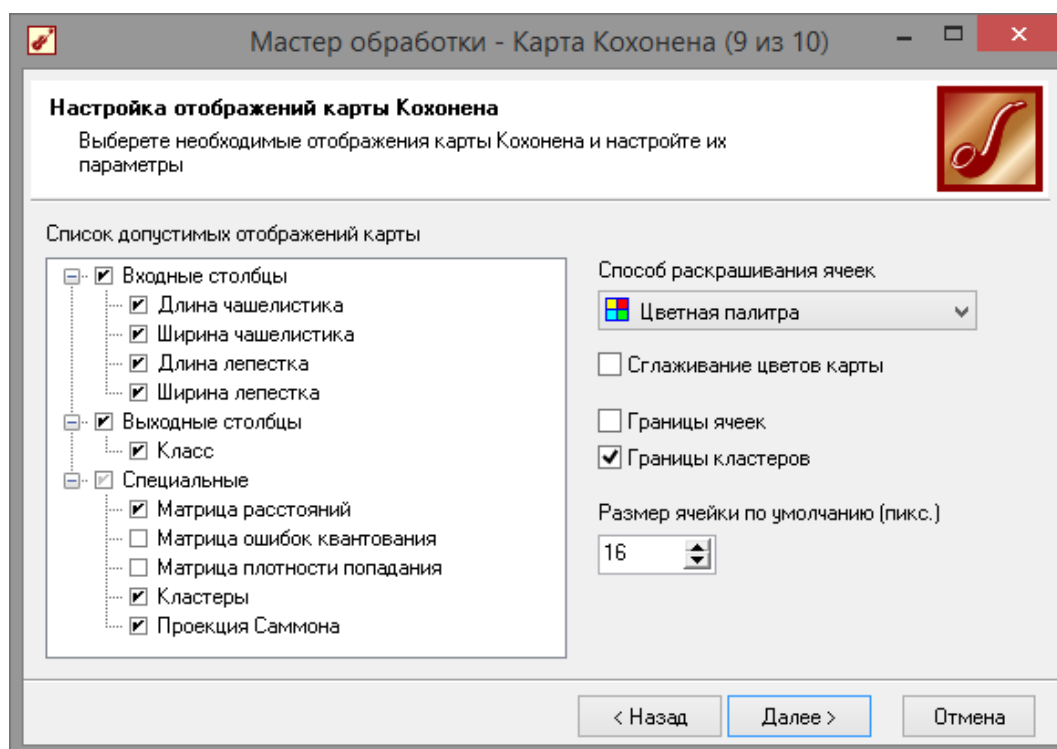 Мастер обработки - Карта Кохонена (9 из 10)
Настройка отображений карты Кохонена
Выберете необходимые отображения карты Кохонена и настройте их
параметры
Список допустимых отображений карты
Входные столбцы
Длина чашелистика
Ширина чашелистика
Длина лепестка
Ширина лепестка
Выходные столбцы
Класс
Специальные
Матрица расстояний
Матрица ошибок квантования
Матрица плотности попадания
Кластеры
Проекция Саммона
Способ раскрашивания ячеек
Цветная палитра
Сглаживание цветов карты
Границы ячеек
Границы кластеров
Размер ячейки по умолчанию (пикс.)
16
< Назад
Далее >
Отмена